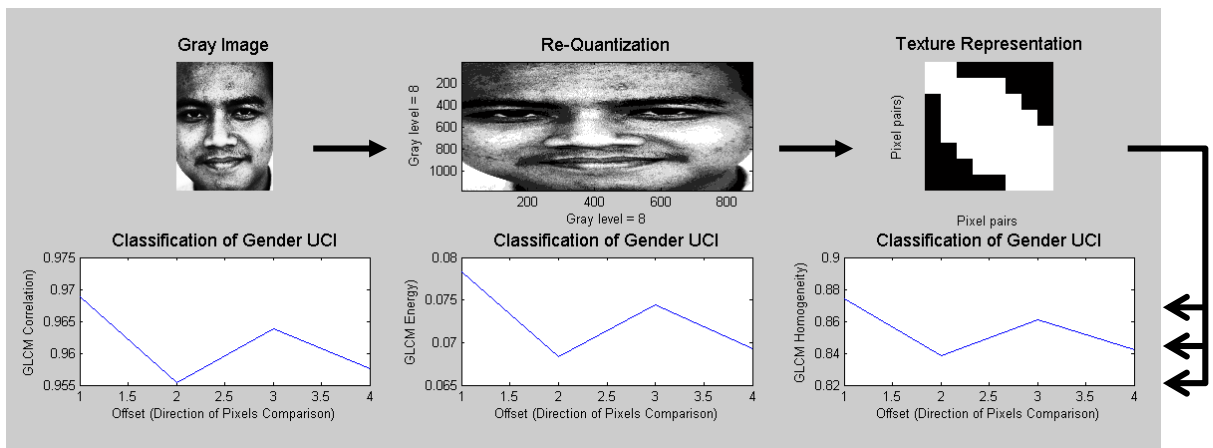 Gray Image
Re-Quantization
Texture Representation
Gray level = 8
200
400
600
800
1000
200
400
600
800
Gray level = 8
Pixel pairs)
Pixel pairs
Classification of Gender UCI
GLCM Correlation)
0.975
0.97
0.965
0.96
0.955
1
1.5
2
2.5
3
3.5
4
Offset (Direction of Pixels Comparison)
Classification of Gender UCI
GLCM Energy)
0.08
0.075
0.07
0.065
1
1.5
2
2.5
3
3.5
4
Offset (Direction of Pixels Comparison)
Classification of Gender UCI
GLCM Homogeneity)
0.9
0.88
0.86
0.84
0.82
1
1.5
2
2.5
3
3.5
4
Offset (Direction of Pixels Comparison)